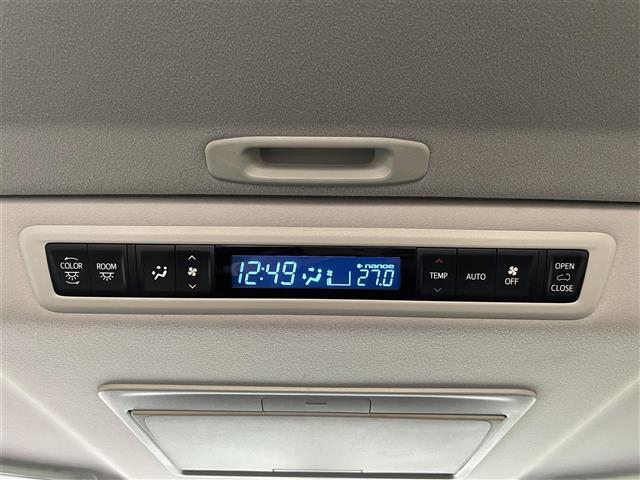 COLOR
ROOM
12:49
nanoe
27.0
TEMP
AUTO
OFF
OPEN
CLOSE